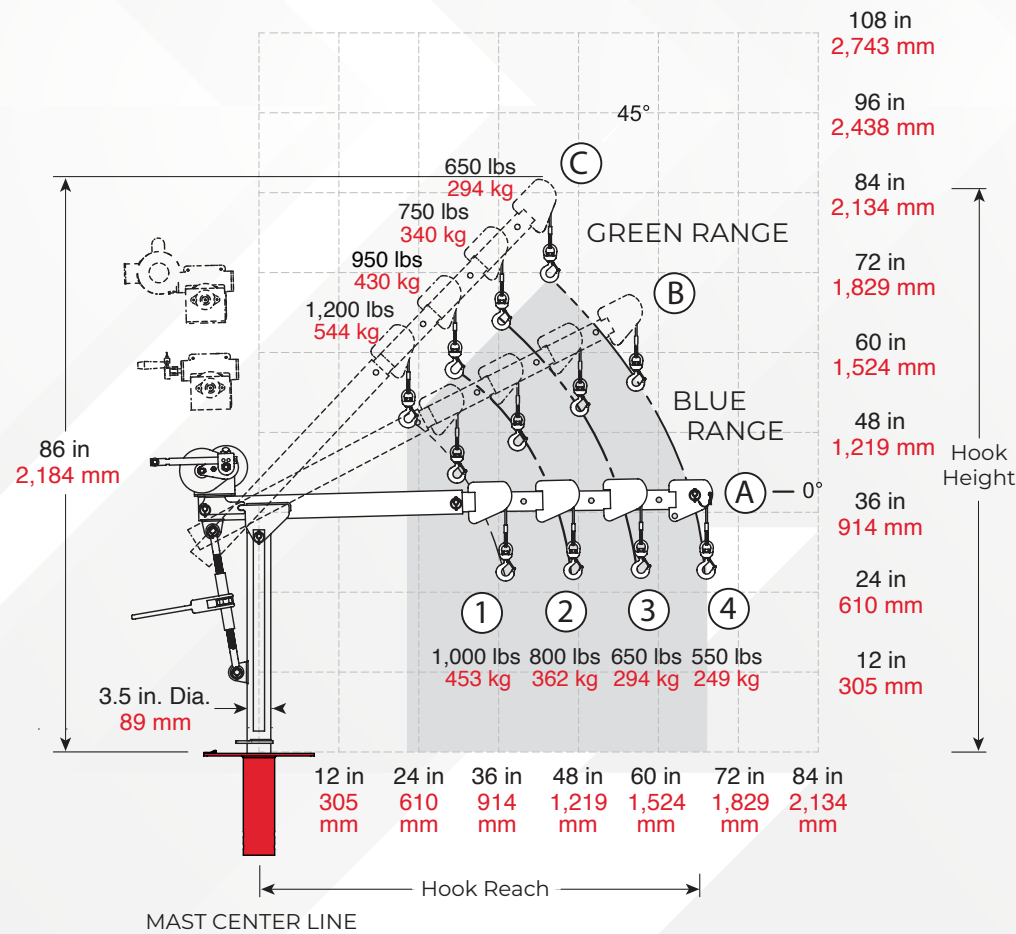 108 in
2,743 mm
96 in
2,438 mm
45°
650 lbs
294 kg
C
84 in
2,134 mm
750 lbs
340 kg
GREEN RANGE
950 lbs
430 kg
72 in
1,829 mm
B
1,200 lbs
544 kg
60 in
1,524 mm
BLUE
RANGE
48 in
1,219 mm
86 in
2,184 mm
Hook
Height
A
0°
36 in
914 mm
24 in
610 mm
1
2
3
4
1,000 lbs
453 kg
800 lbs
362 kg
650 lbs
294 kg
550 lbs
249 kg
12 in
305 mm
3.5 in. Dia.
89 mm
12 in
305
mm
24 in
610
mm
36 in
914
mm
48 in
1,219
mm
60 in
1,524
mm
72 in
1,829
mm
84 in
2,134
mm
Hook Reach
MAST CENTER LINE